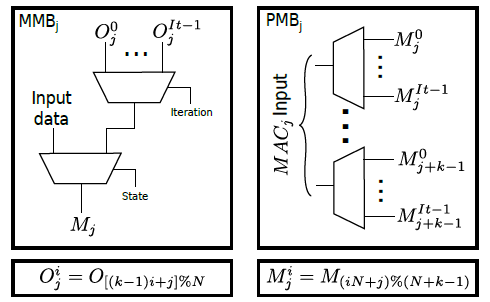 MMB_j
O_j^0 ... O_j^{It-1}
Iteration
Input
data
State
M_j
O_j^i = O_{[(k-1)i+j]%N}
PMB_j
MAC_j Input
M_j^0
M_j^{It-1}
M_{j+k-1}^0
M_{j+k-1}^{It-1}
M_j^i = M_{(iN+j)%(N+k-1)}